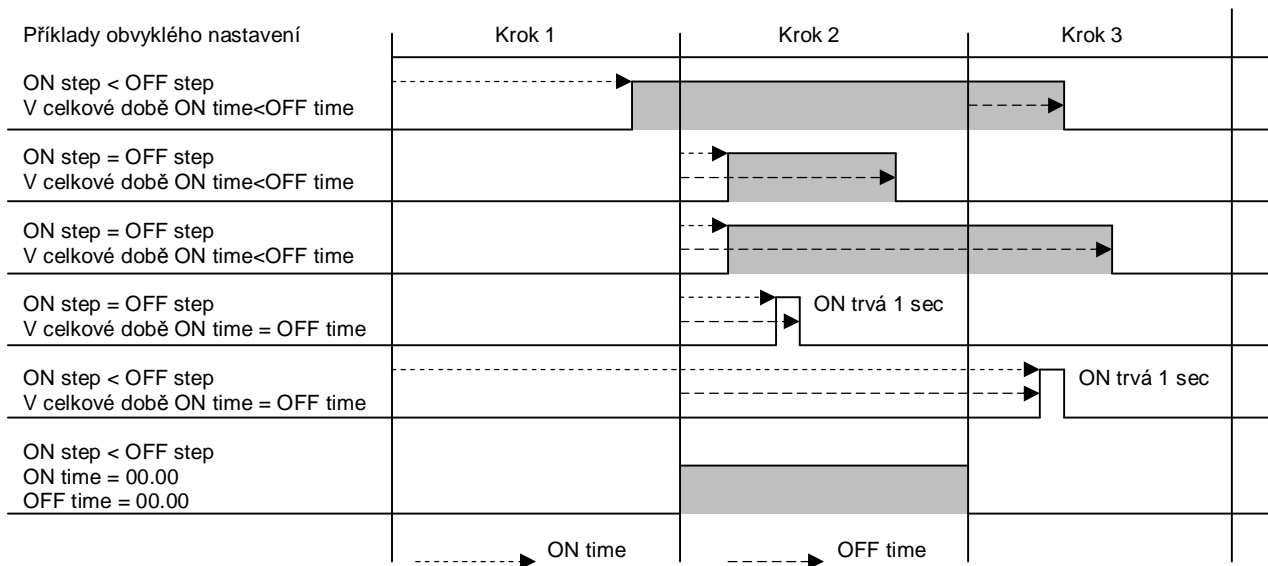 Příklady obvyklého nastavení Krok 1 Krok 2 Krok 3
ON step < OFF step
V celkové době ON time<OFF time
ON step = OFF step
V celkové době ON time<OFF time
ON step = OFF step
V celkové době ON time<OFF time
ON step = OFF step
V celkové době ON time = OFF time
ON trvá 1 sec
ON step < OFF step
V celkové době ON time = OFF time
ON trvá 1 sec
ON step < OFF step
ON time = 00.00
OFF time = 00.00
ON time OFF time